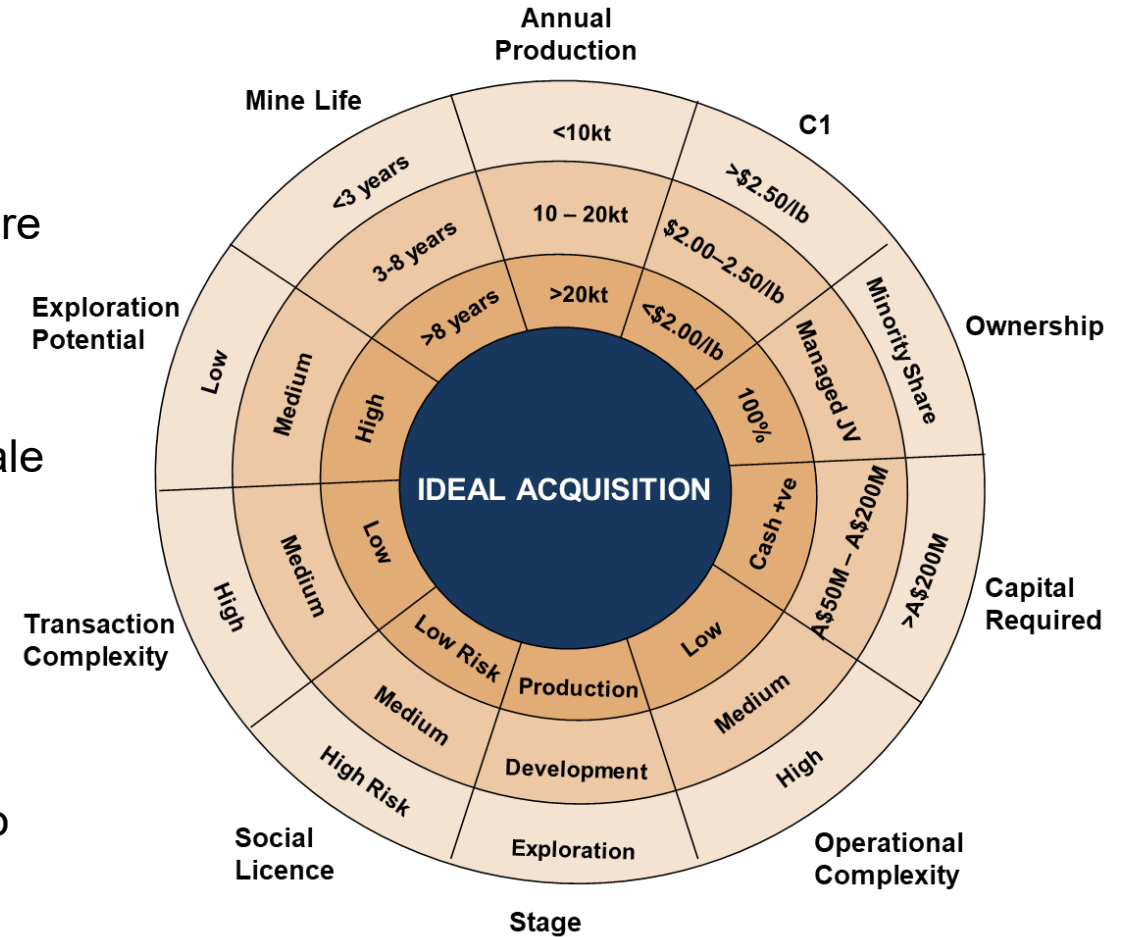 Annual
Production
Mine Life
C1
<10kt
<3 years
>$2.50/lb
re
10 – 20kt
3-8 years
$2.00–2.50/lb
Exploration
Potential
>20kt
>8 years
<$2.00/lb
Minority Share
Ownership
Low
Medium
High
100%
Managed JV
ale
IDEAL ACQUISITION
Cash +ve
A$50M – A$200M
>A$200M
Capital
Required
Low
Medium
High
Transaction
Complexity
Low Risk
Production
Low
Medium
Medium
Development
High Risk
High
Exploration
Social
Licence
Operational
Complexity
Stage